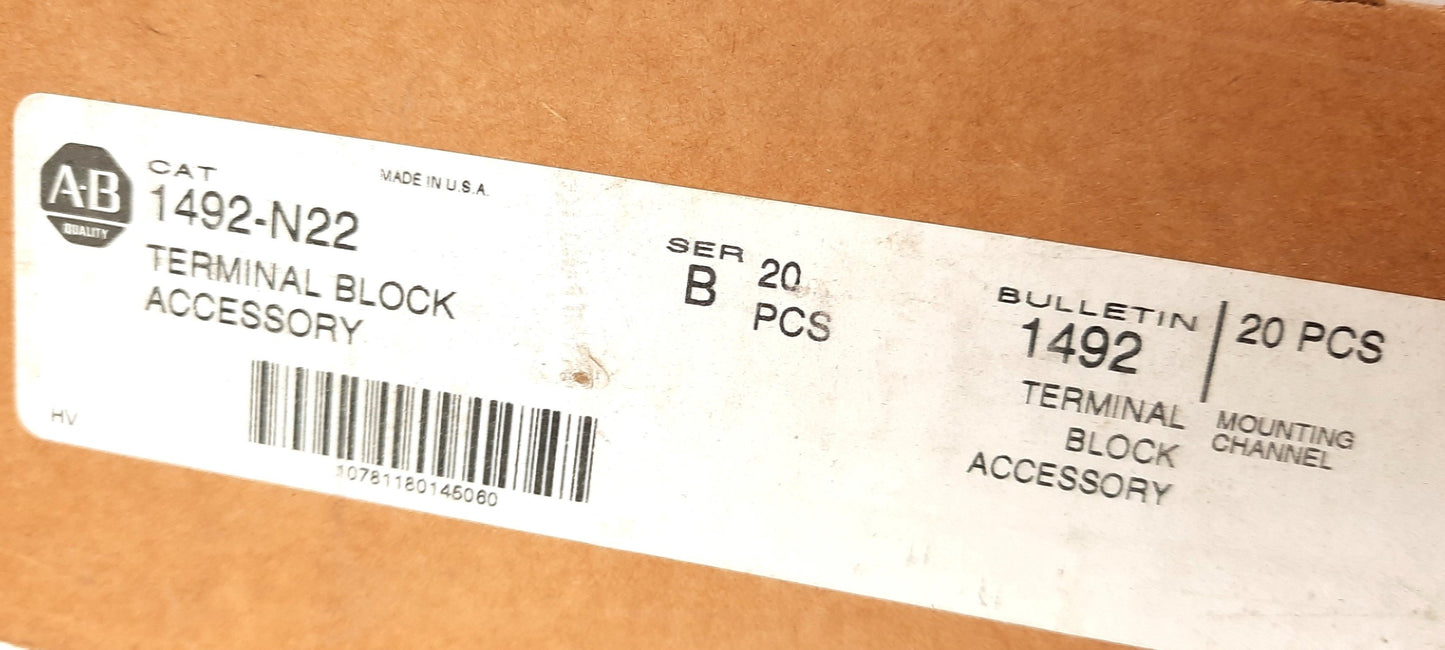 A-B
QUALITY
CAT
1492-N22
TERMINAL BLOCK
ACCESSORY
MADE IN U.S.A.
HV
10781180145060
SER
B
20
PCS
BULLETIN
1492
TERMINAL
BLOCK
ACCESSORY
20 PCS
MOUNTING
CHANNEL